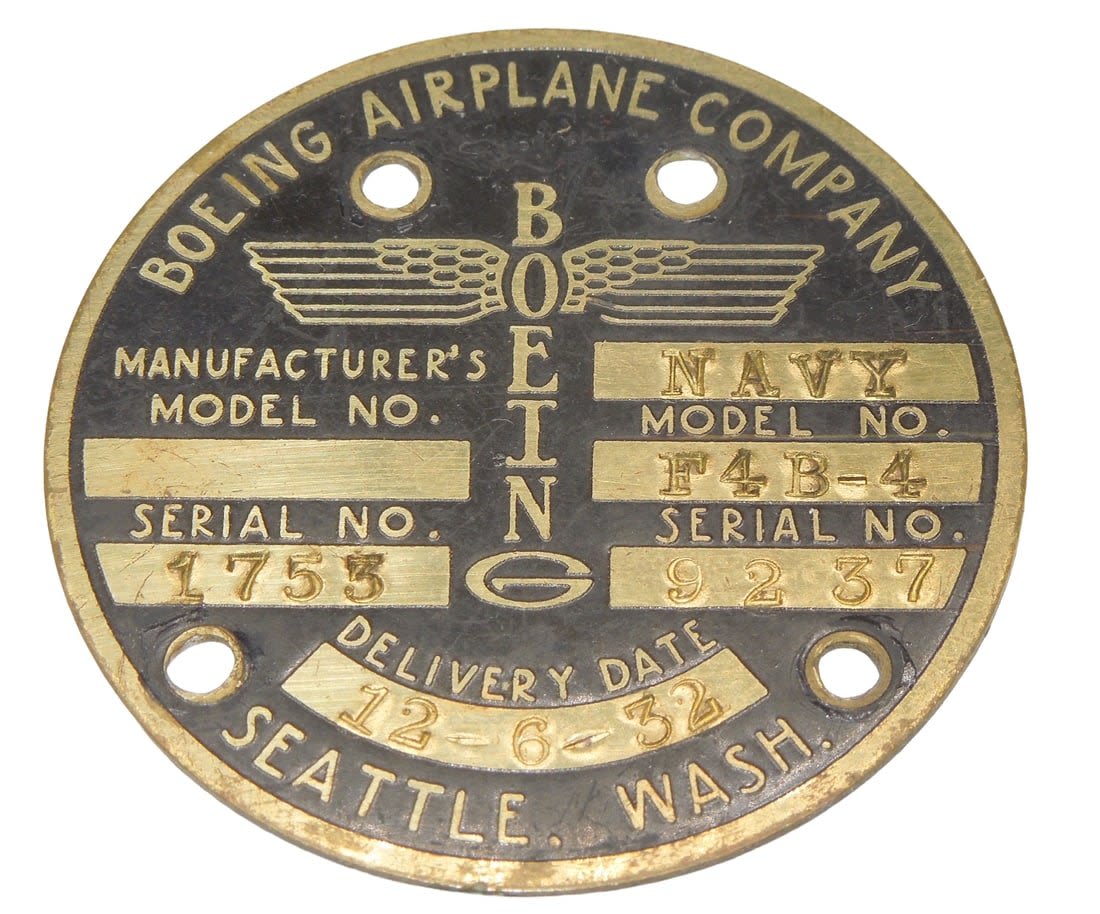 BOEING AIRPLANE COMPANY
BOEING
MANUFACTURER'S
MODEL NO.
SERIAL NO.
1753
NAVY
MODEL NO.
F4B-4
SERIAL NO.
9237
DELIVERY DATE
12-6-32
SEATTLE. WASH.